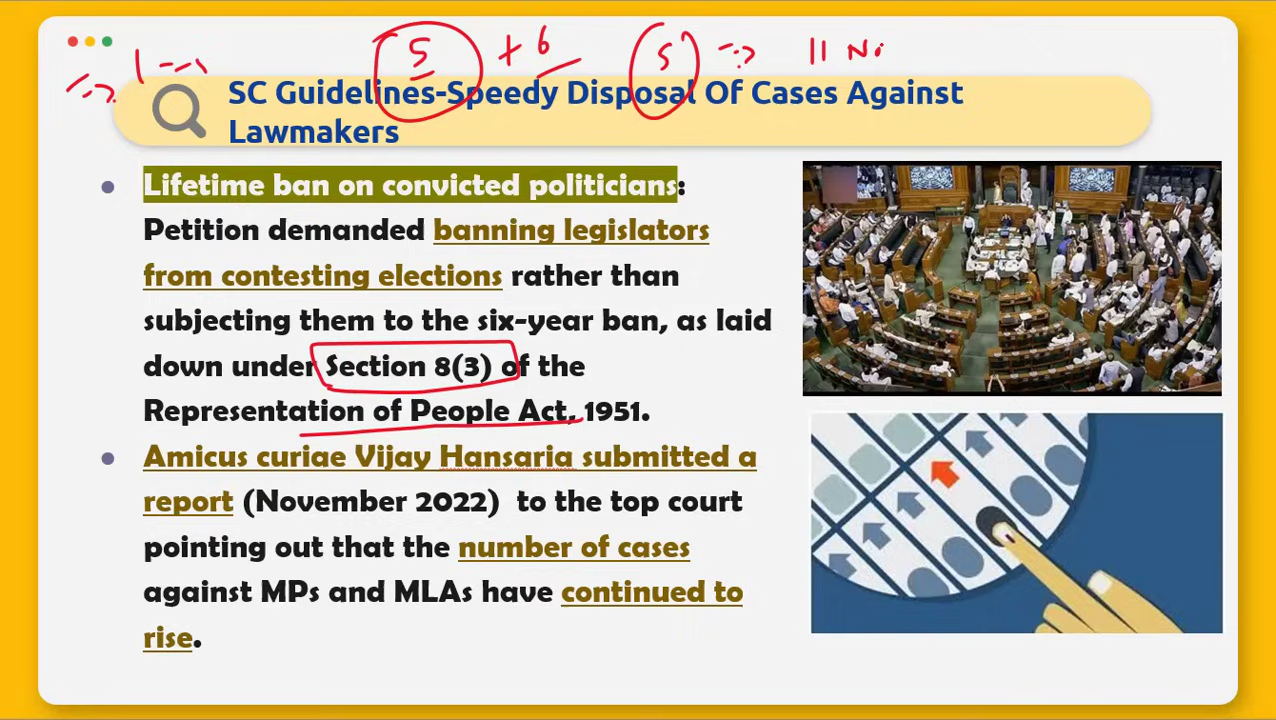 5 + 6 5 → 11 No
SC Guidelines-Speedy Disposal Of Cases Against
Lawmakers
Lifetime ban on convicted politicians:
Petition demanded banning legislators
from contesting elections rather than
subjecting them to the six-year ban, as laid
down under Section 8(3) of the
Representation of People Act, 1951.
Amicus curiae Vijay Hansaria submitted a
report (November 2022) to the top court
pointing out that the number of cases
against MPs and MLAs have continued to
rise.